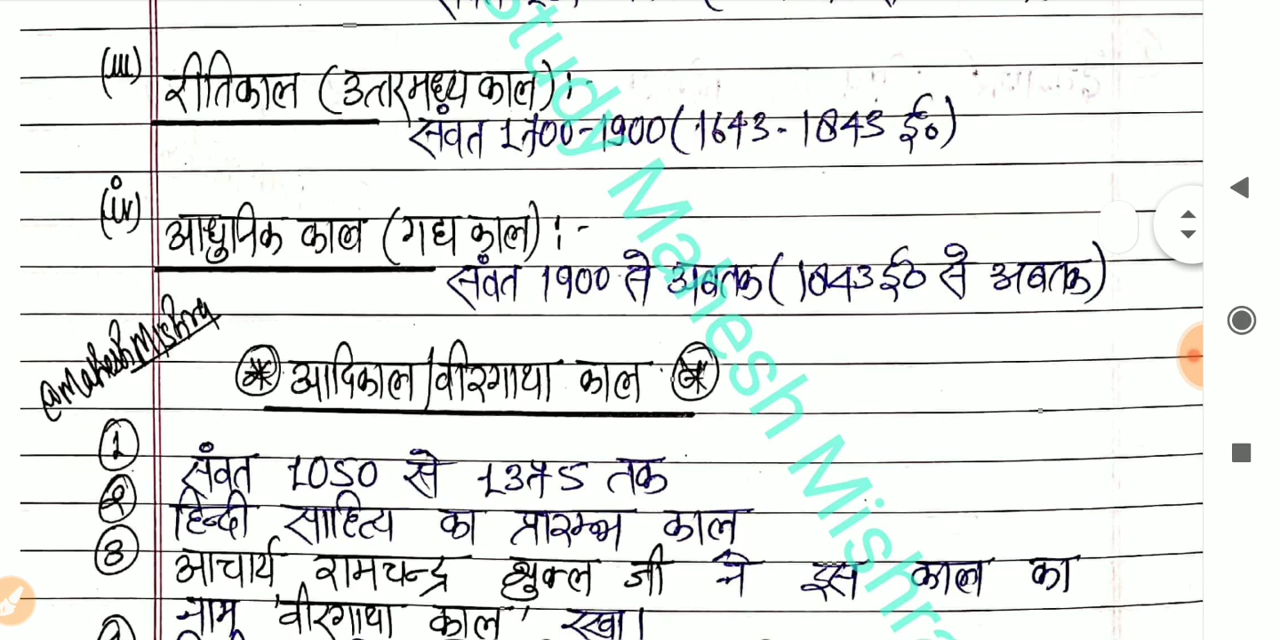 (iii) रीतिकाल (उत्तरमध्य काल) :-
संवत 1700-1900 (1643-1843 ई०)
(iv) आधुनिक काल (गद्य काल) :-
संवत 1900 से अबतक (1843 ई० से अबतक)
@Mahesh Mishra
आदिकाल/वीरगाथा काल
1 संवत 1050 से 1375 तक
2 हिन्दी साहित्य का प्रारम्भ काल
3 आचार्य रामचन्द्र शुक्ल जी ने इस काल का
नाम 'वीरगाथा काल' रखा।
Study Mahesh Mishra